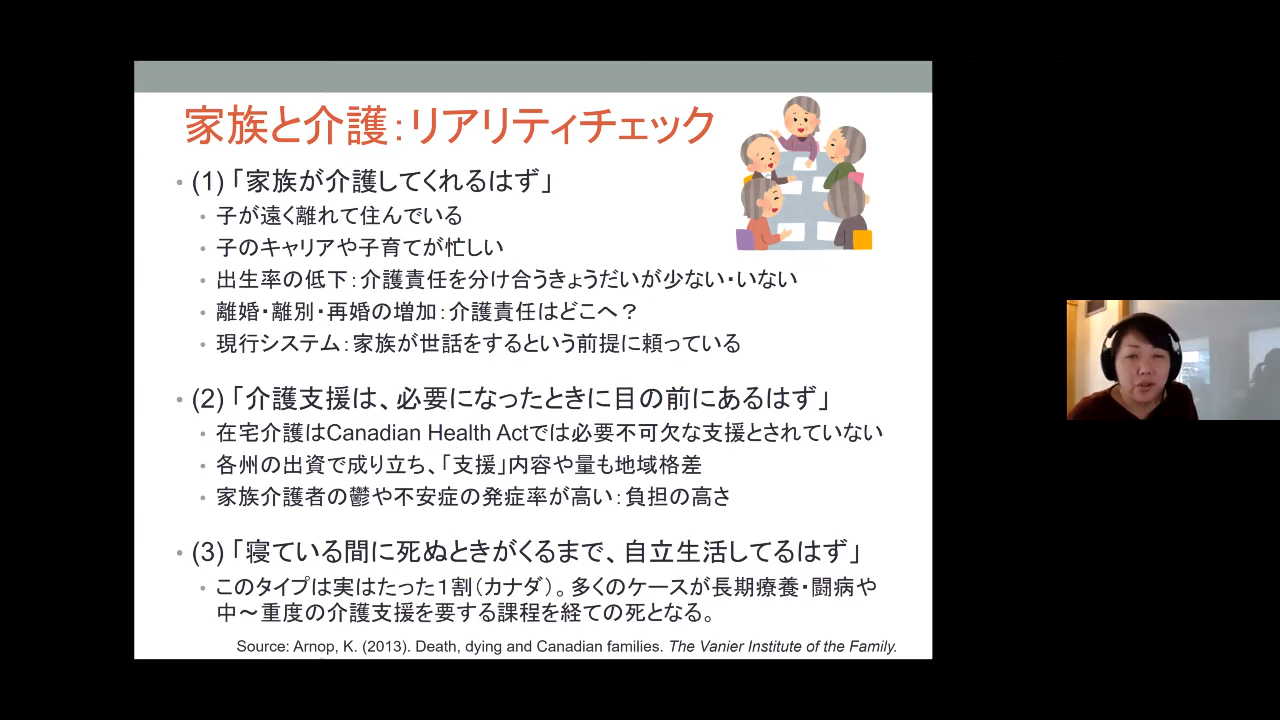 家族と介護：リアリティチェック
• (1)「家族が介護してくれるはず」
• 子が遠く離れて住んでいる
• 子のキャリアや子育てが忙しい
• 出生率の低下：介護責任を分け合うきょうだいが少ない・いない
• 離婚・離別・再婚の増加：介護責任はどこへ？
• 現行システム：家族が世話をするという前提に頼っている
• (2)「介護支援は、必要になったときに目の前にあるはず」
• 在宅介護はCanadian Health Actでは必要不可欠な支援とされていない
• 各州の出資で成り立ち、「支援」内容や量も地域格差
• 家族介護者の鬱や不安症の発症率が高い：負担の高さ
• (3)「寝ている間に死ぬときがくるまで、自立生活してるはず」
• このタイプは実はたった１割（カナダ）。多くのケースが長期療養・闘病や
中～重度の介護支援を要する課程を経ての死となる。
Source: Arnop, K. (2013). Death, dying and Canadian families. The Vanier Institute of the Family.